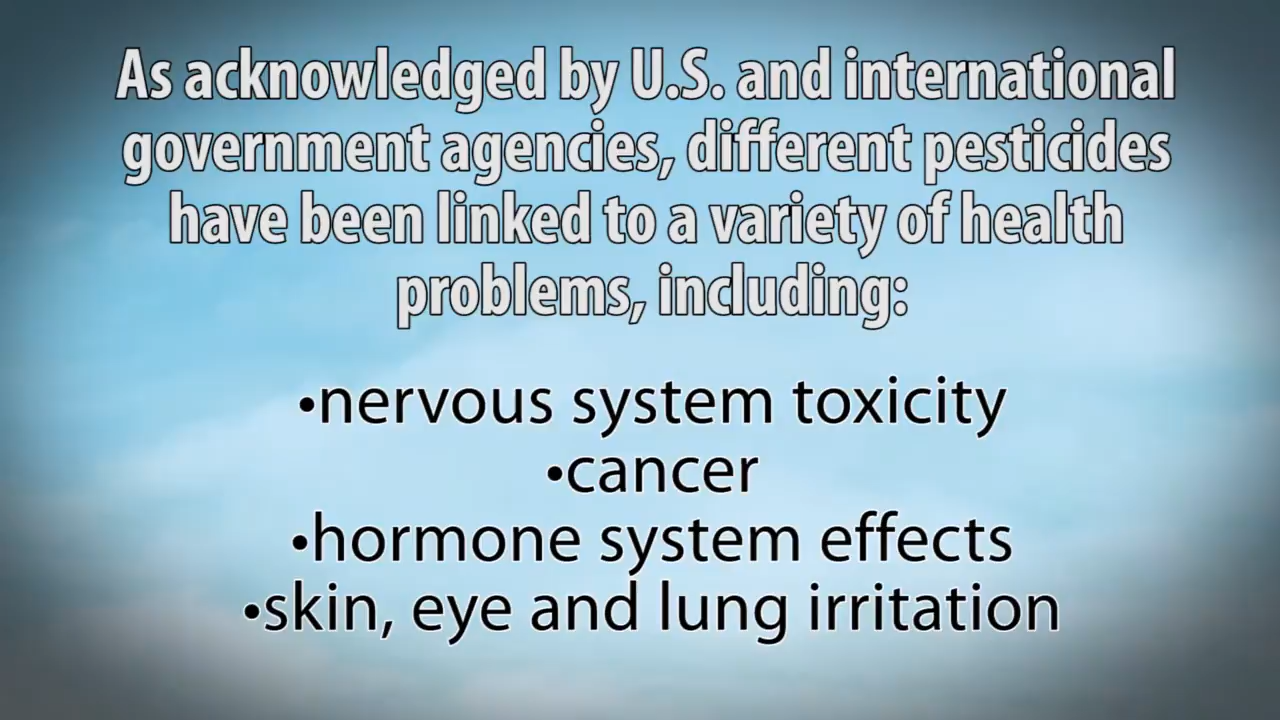 As acknowledged by U.S. and international
government agencies, different pesticides
have been linked to a variety of health
problems, including:
•nervous system toxicity
•cancer
•hormone system effects
•skin, eye and lung irritation